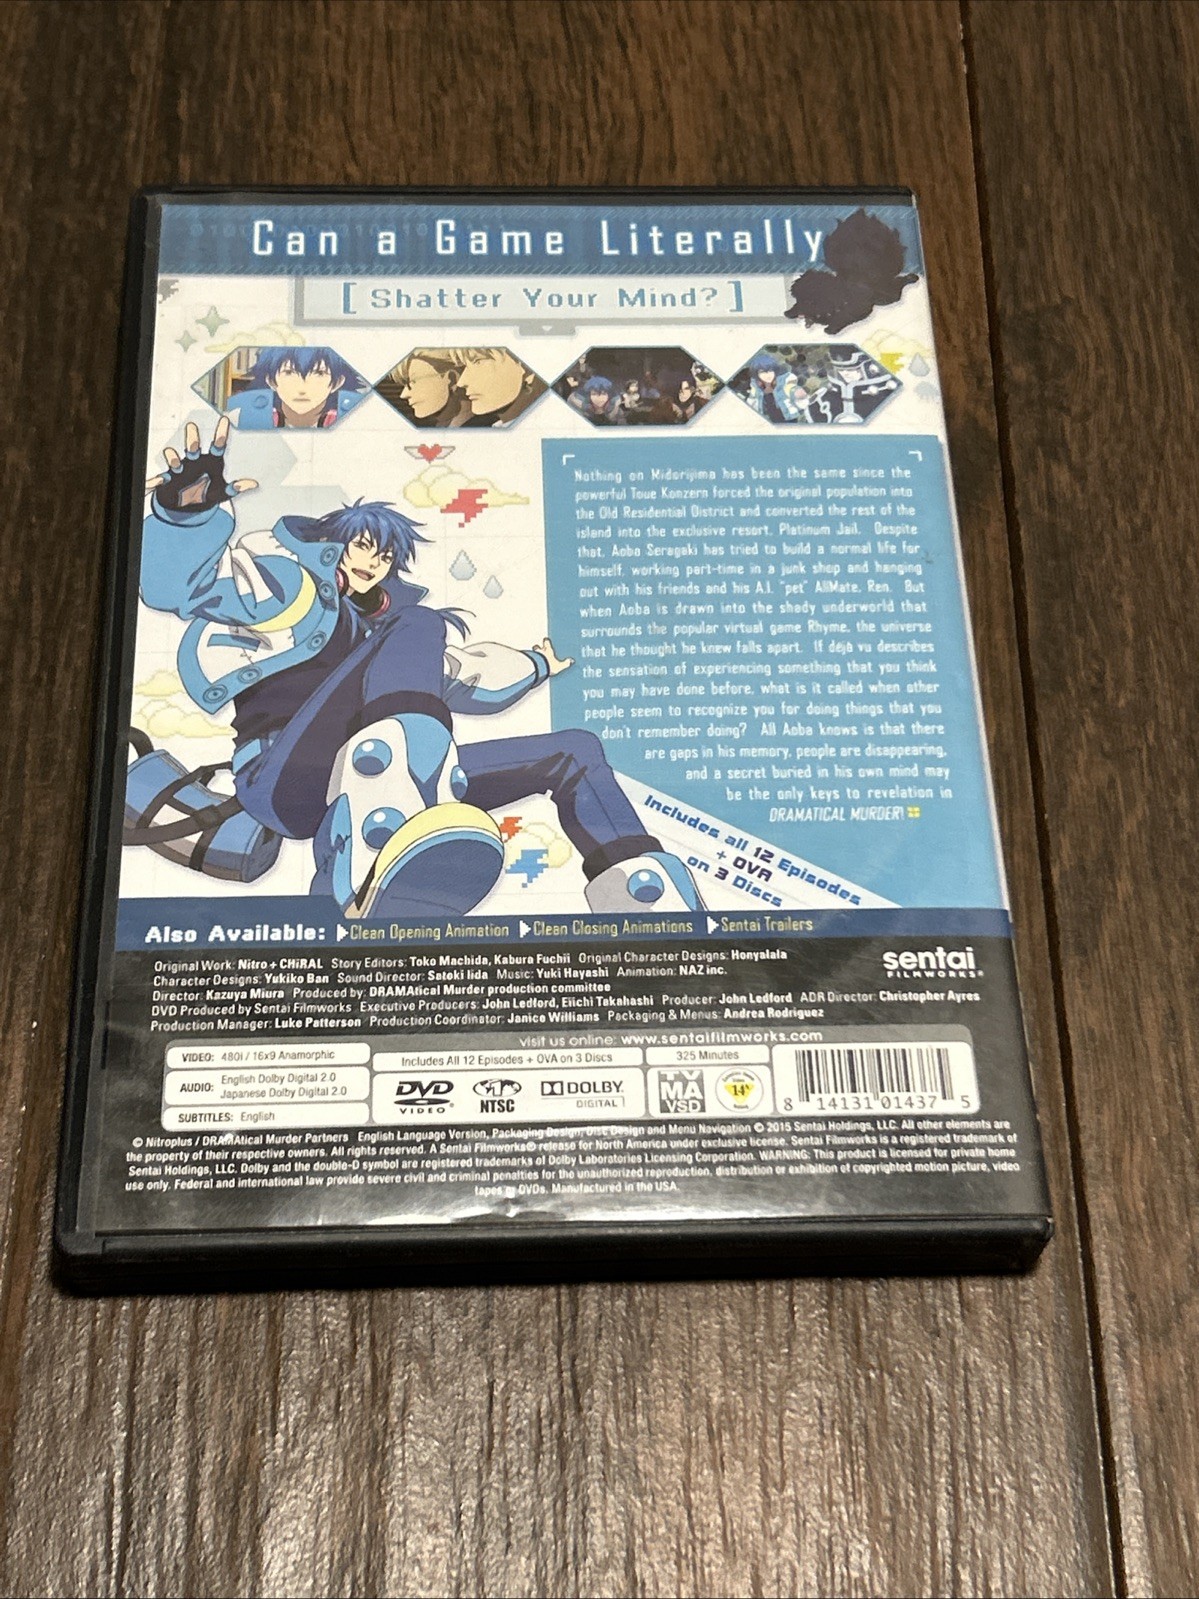 Can a Game Literally
[ Shatter Your Mind? ]
Nothing on Midorijima has been the same since the
powerful Toue Konzern forced the original population into
the Old Residential District and converted the rest of the
island into the exclusive resort, Platinum Jail. Despite
that, Aoba Seragaki has tried to build a normal life for
himself, working part-time in a junk shop and hanging
out with his friends and his A.I. "pet" AllMate, Ren. But
when Aoba is drawn into the shady underworld that
surrounds the popular virtual game Rhyme, the universe
that he thought he knew falls apart. If déjà vu describes
the sensation of experiencing something that you think
you may have done before, what is it called when other
people seem to recognize you for doing things that you
don't remember doing? All Aoba knows is that there
are gaps in his memory, people are disappearing,
and a secret buried in his own mind may
be the only keys to revelation in
DRAMATICAL MURDER!
Includes all 12 Episodes
+ OVA
on 3 Discs
Also Available: Clean Opening Animation Clean Closing Animations Sentai Trailers
Original Work: Nitro + CHiRAL Story Editors: Toko Machida, Kabura Fuchii Original Character Designs: Honyalala
Character Designs: Yukiko Ban Sound Director: Satoki Iida Music: Yuki Hayashi Animation: NAZ inc.
Director: Kazuya Miura Produced by: DRAMAtical Murder production committee
DVD Produced by Sentai Filmworks Executive Producers: John Ledford, Eiichi Takahashi Producer: John Ledford ADR Director: Christopher Ayres
Production Manager: Luke Patterson Production Coordinator: Janice Williams Packaging & Menus: Andrea Rodriguez
sentai
FILMWORKS®
visit us online: www.sentaifilmworks.com
VIDEO: 480i / 16x9 Anamorphic
AUDIO: English Dolby Digital 2.0
Japanese Dolby Digital 2.0
SUBTITLES: English
Includes All 12 Episodes + OVA on 3 Discs
DVD
VIDEO
1
NTSC
DOLBY
DIGITAL
325 Minutes
TV
MA
VSD
14+
8 14131 01437 5
© Nitroplus / DRAMAtical Murder Partners English Language Version, Packaging Design, Disc Design and Menu Navigation © 2015 Sentai Holdings, LLC. All other elements are
the property of their respective owners. All rights reserved. A Sentai Filmworks® release for North America under exclusive license. Sentai Filmworks is a registered trademark of
Sentai Holdings, LLC. Dolby and the double-D symbol are registered trademarks of Dolby Laboratories Licensing Corporation. WARNING: This product is licensed for private home
use only. Federal and international law provide severe civil and criminal penalties for the unauthorized reproduction, distribution or exhibition of copyrighted motion picture, video
tapes or DVDs. Manufactured in the USA.